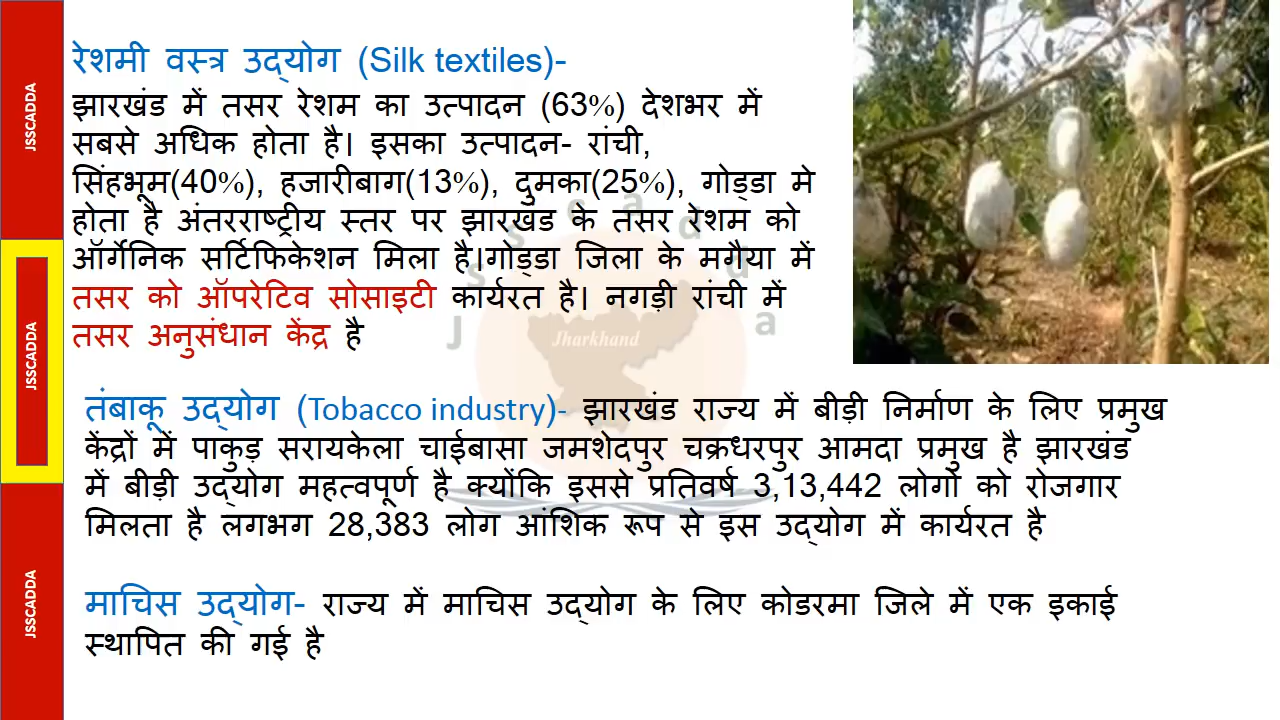 JSSCADDA
JSSCADDA
JSSCADDA
रेशमी वस्त्र उद्योग (Silk textiles)-
झारखंड में तसर रेशम का उत्पादन (63%) देशभर में
सबसे अधिक होता है। इसका उत्पादन- रांची,
सिंहभूम(40%), हजारीबाग(13%), दुमका(25%), गोड्डा मे
होता है अंतरराष्ट्रीय स्तर पर झारखंड के तसर रेशम को
ऑर्गेनिक सर्टिफिकेशन मिला है।गोड्डा जिला के मगैया में
तसर को ऑपरेटिव सोसाइटी कार्यरत है। नगड़ी रांची में
तसर अनुसंधान केंद्र है
Jsscadda
Jharkhand
तंबाकू उद्योग (Tobacco industry)- झारखंड राज्य में बीड़ी निर्माण के लिए प्रमुख
केंद्रों में पाकुड़ सरायकेला चाईबासा जमशेदपुर चक्रधरपुर आमदा प्रमुख है झारखंड
में बीड़ी उद्योग महत्वपूर्ण है क्योंकि इससे प्रतिवर्ष 3,13,442 लोगों को रोजगार
मिलता है लगभग 28,383 लोग आंशिक रूप से इस उद्योग में कार्यरत है
माचिस उद्योग- राज्य में माचिस उद्योग के लिए कोडरमा जिले में एक इकाई
स्थापित की गई है